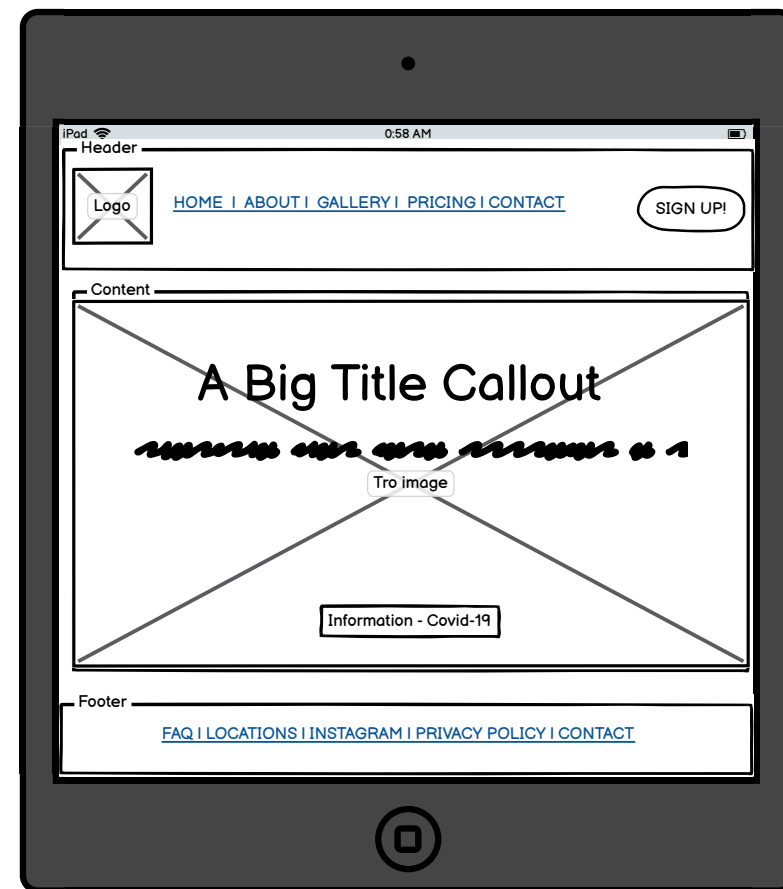 iPad 0:58 AM
Header
Logo
HOME I ABOUT I GALLERY I PRICING I CONTACT
SIGN UP!
Content
A Big Title Callout
Tro image
Information - Covid-19
Footer
FAQ I LOCATIONS I INSTAGRAM I PRIVACY POLICY I CONTACT